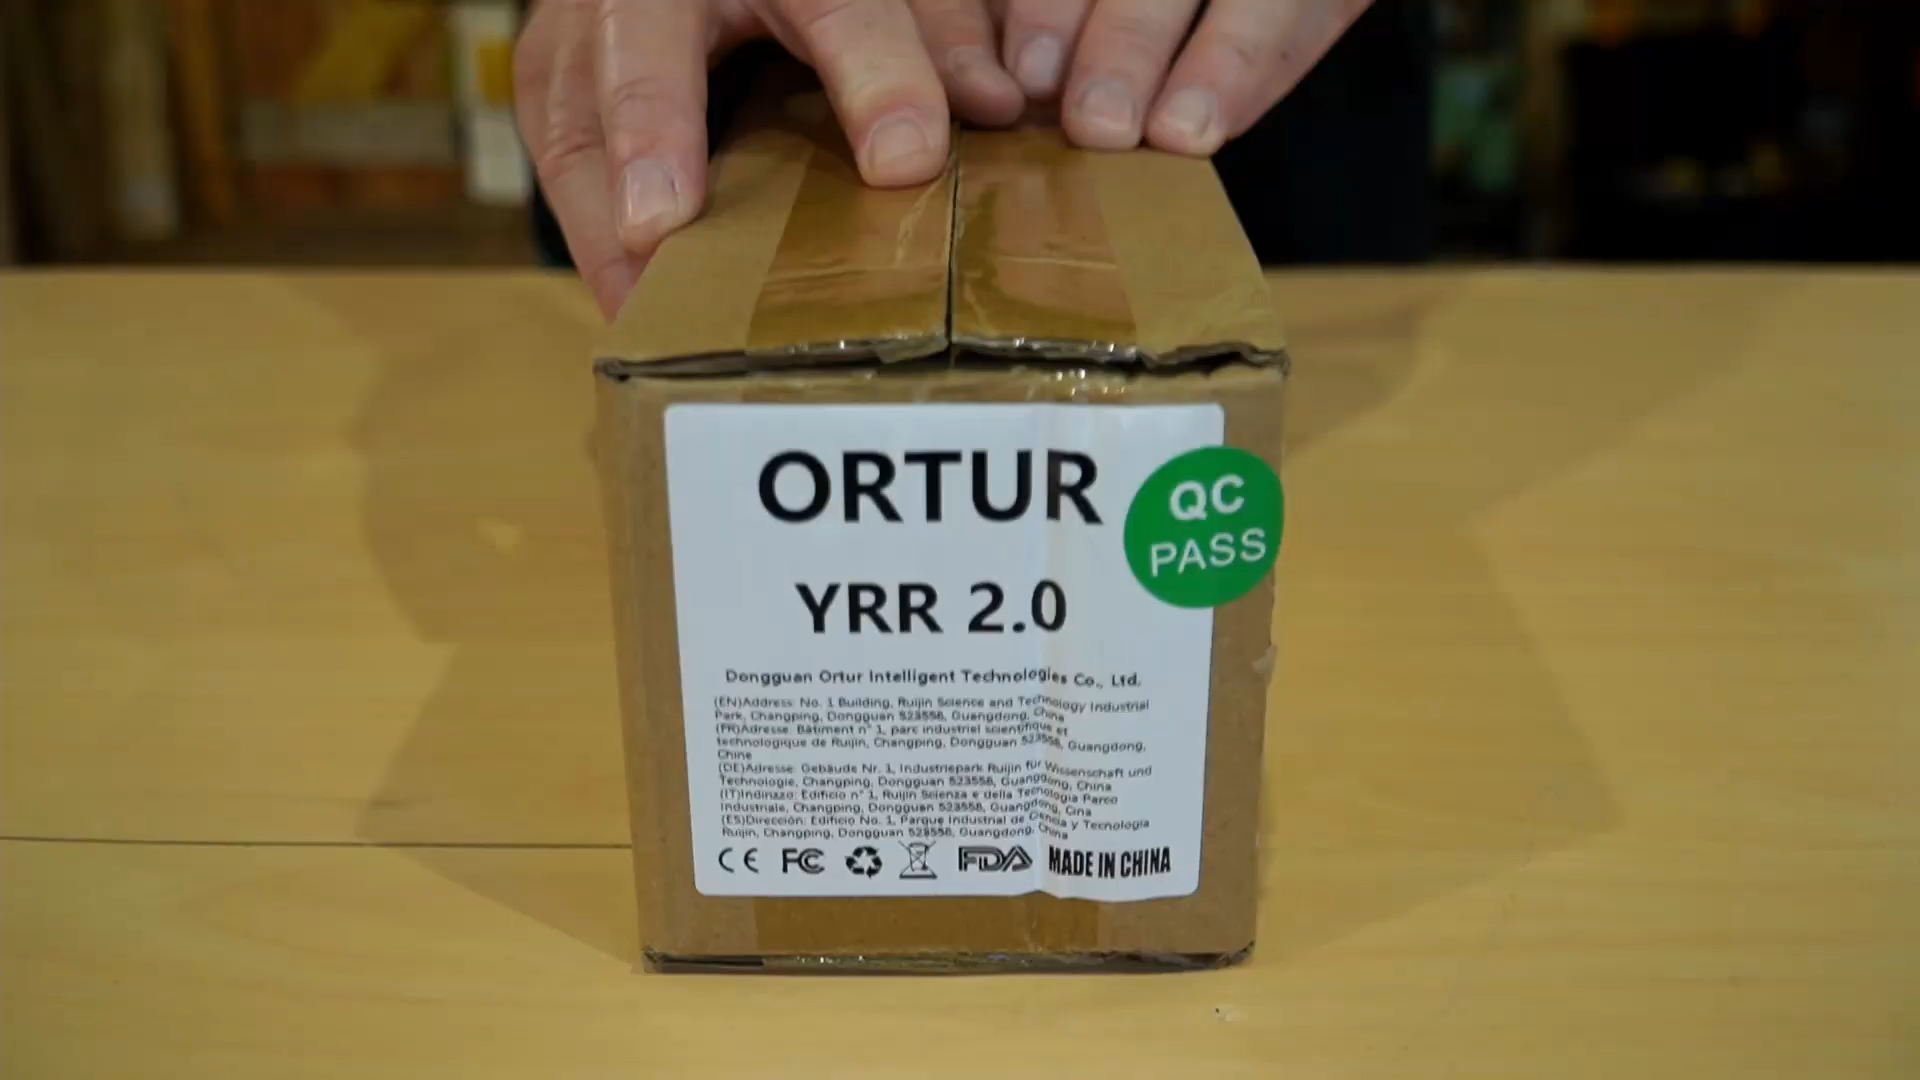 ORTUR
QC
PASS
YRR 2.0
Dongguan Ortur Intelligent Technologies Co., Ltd.
(EN)Address: No. 1 Building, Ruijin Science and Technology Industrial
Park, Changping, Dongguan 523558, Guangdong, China
(FR)Adresse: Bâtiment n° 1, parc industriel scientifique et
technologique de Ruijin, Changping, Dongguan 523558, Guangdong,
Chine
(DE)Adresse: Gebäude Nr. 1, Industriepark Ruijin für Wissenschaft und
Technologie, Changping, Dongguan 523558, Guangdong, China
(IT)Indirizzo: Edificio n° 1, Ruijin Scienza e della Tecnologia Parco
Industriale, Changping, Dongguan 523558, Guangdong, Cina
(ES)Dirección: Edificio No. 1, Parque Industrial de Ciencia y Tecnología
Ruijin, Changping, Dongguan 523558, Guangdong, China
CE FC FDA MADE IN CHINA